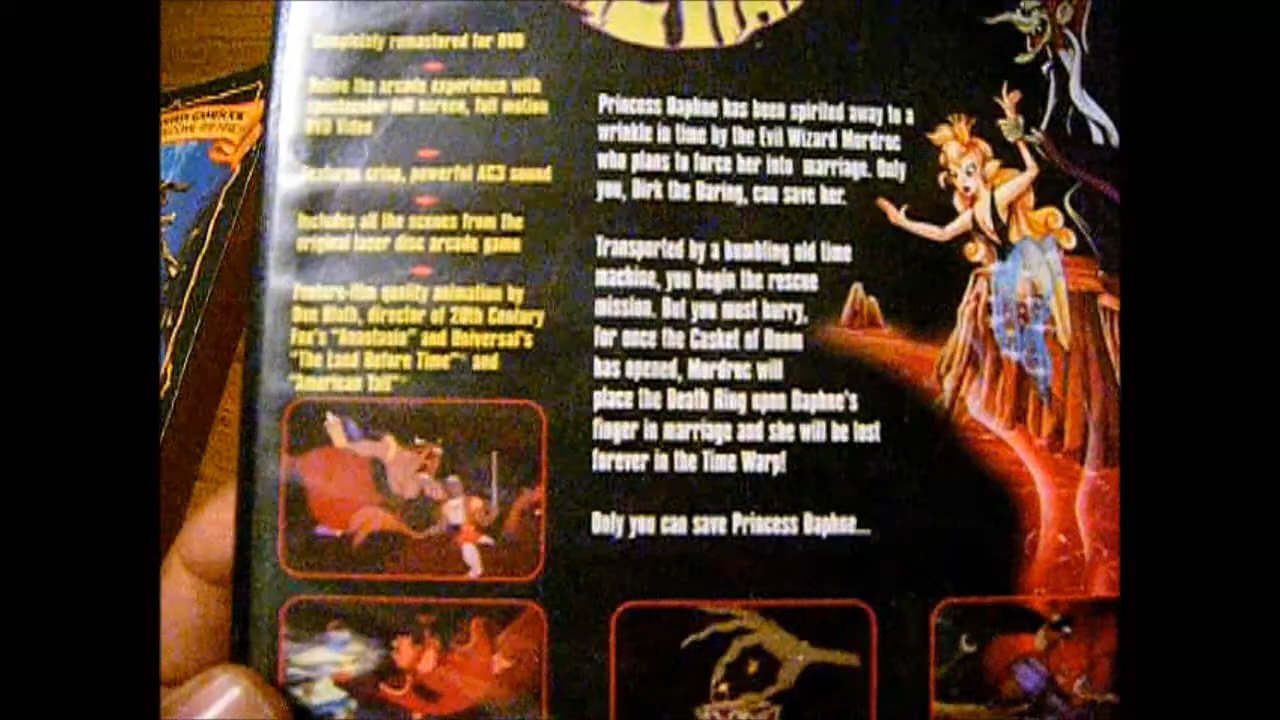 Completely remastered for DVD
Relive the arcade experience with
spectacular full screen, full motion
DVD Video
Features crisp, powerful AC3 sound
Includes all the scenes from the
original laser disc arcade game
Feature-film quality animation by
Don Bluth, director of 20th Century
Fox's "Anastasia" and Universal's
"The Land Before Time" and
"American Tail"
Princess Daphne has been spirited away to a
wrinkle in time by the Evil Wizard Mordroc
who plans to force her into marriage. Only
you, Dirk the Daring, can save her.
Transported by a bumbling old time
machine, you begin the rescue
mission. But you must hurry,
for once the Casket of Doom
has opened, Mordroc will
place the Death Ring upon Daphne's
finger in marriage and she will be lost
forever in the Time Warp!
Only you can save Princess Daphne...